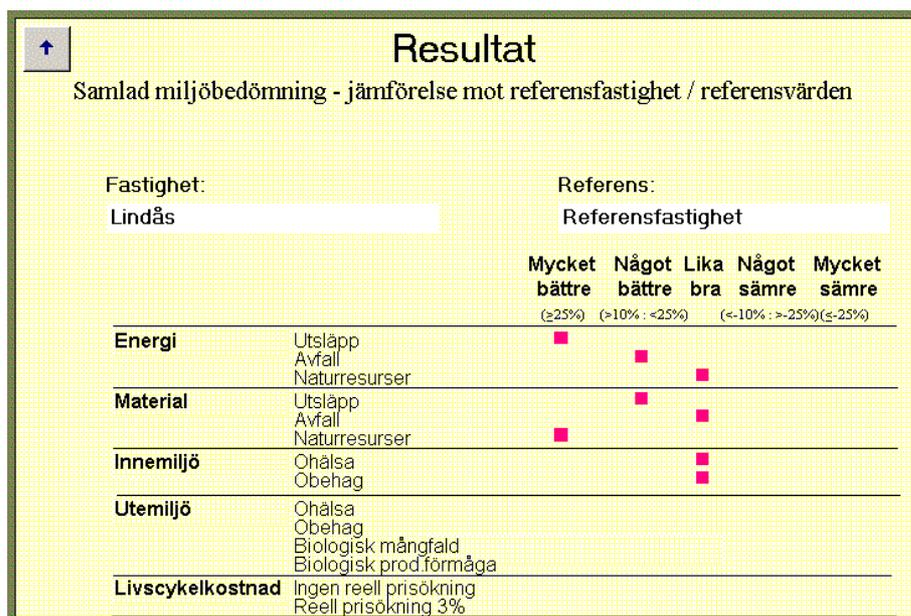 Resultat
Samlad miljöbedömning - jämförelse mot referensfastighet / referensvärden
Fastighet: Referens:
Lindås Referensfastighet
Mycket Något Lika Något Mycket
bättre bättre bra sämre sämre
(≥25%) (>10% : <25%) (<-10% : >-25%)(≤-25%)
Energi Utsläpp
Avfall
Naturresurser
Material Utsläpp
Avfall
Naturresurser
Innemiljö Ohälsa
Obehag
Utemiljö Ohälsa
Obehag
Biologisk mångfald
Biologisk prod.förmåga
Livscykelkostnad Ingen reell prisökning
Reell prisökning 3%